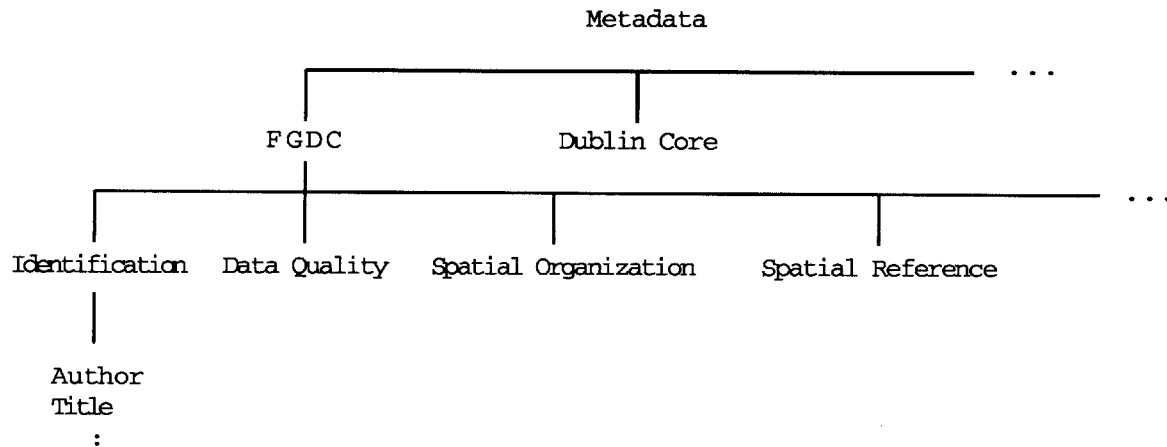 Metadata
...
FGDC Dublin Core
...
Identification Data Quality Spatial Organization Spatial Reference
Author
Title
: